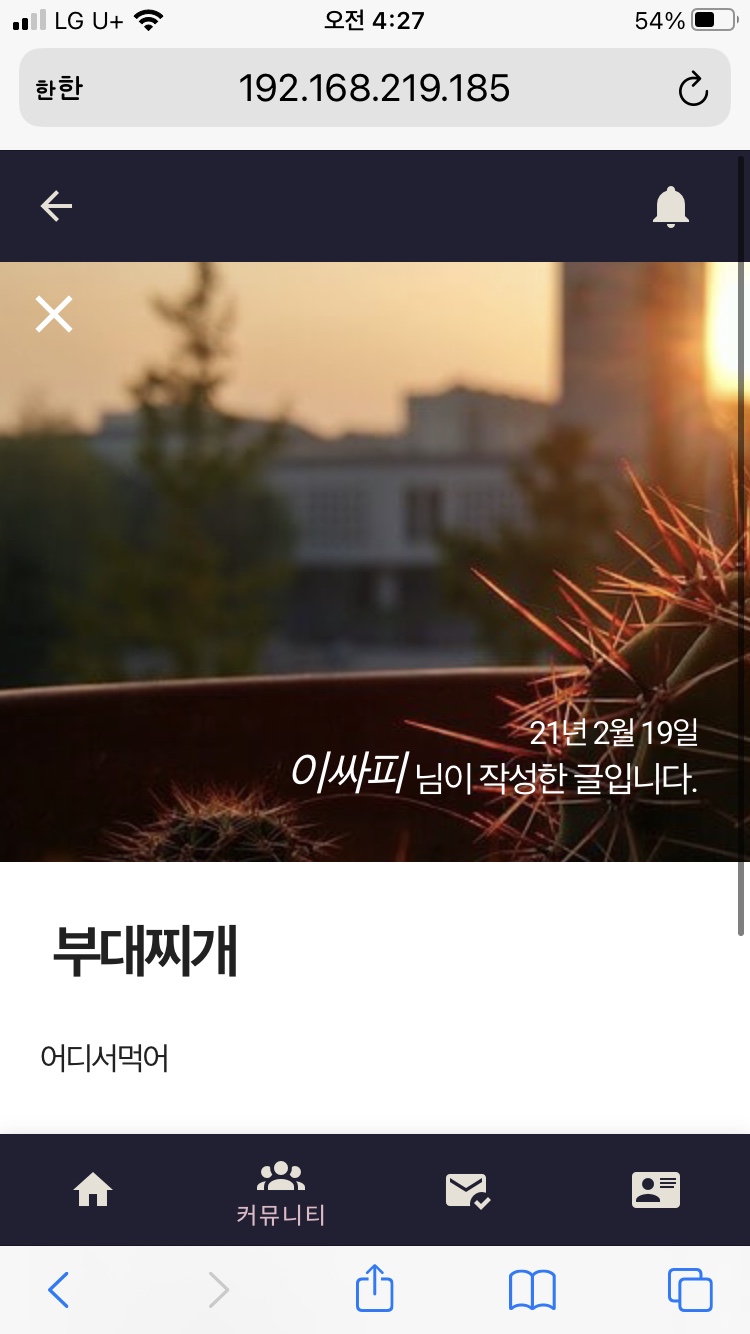 LG U+ 오전 4:27 54%
한한 192.168.219.185
21년 2월 19일
이싸피 님이 작성한 글입니다.
부대찌개
어디서먹어
커뮤니티